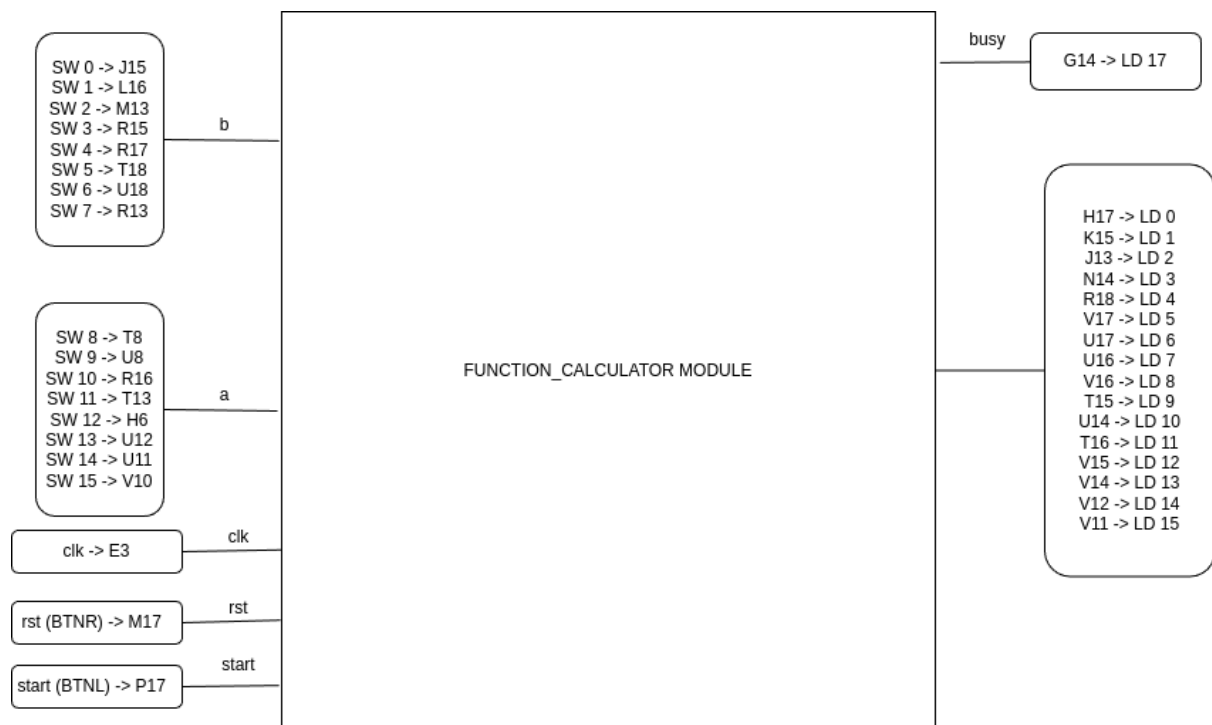 SW 0 -> J15
SW 1 -> L16
SW 2 -> M13
SW 3 -> R15
SW 4 -> R17
SW 5 -> T18
SW 6 -> U18
SW 7 -> R13
b
SW 8 -> T8
SW 9 -> U8
SW 10 -> R16
SW 11 -> T13
SW 12 -> H6
SW 13 -> U12
SW 14 -> U11
SW 15 -> V10
a
clk -> E3
clk
rst (BTNR) -> M17
rst
start (BTNL) -> P17
start
FUNCTION_CALCULATOR MODULE
busy
G14 -> LD 17
H17 -> LD 0
K15 -> LD 1
J13 -> LD 2
N14 -> LD 3
R18 -> LD 4
V17 -> LD 5
U17 -> LD 6
U16 -> LD 7
V16 -> LD 8
T15 -> LD 9
U14 -> LD 10
T16 -> LD 11
V15 -> LD 12
V14 -> LD 13
V12 -> LD 14
V11 -> LD 15